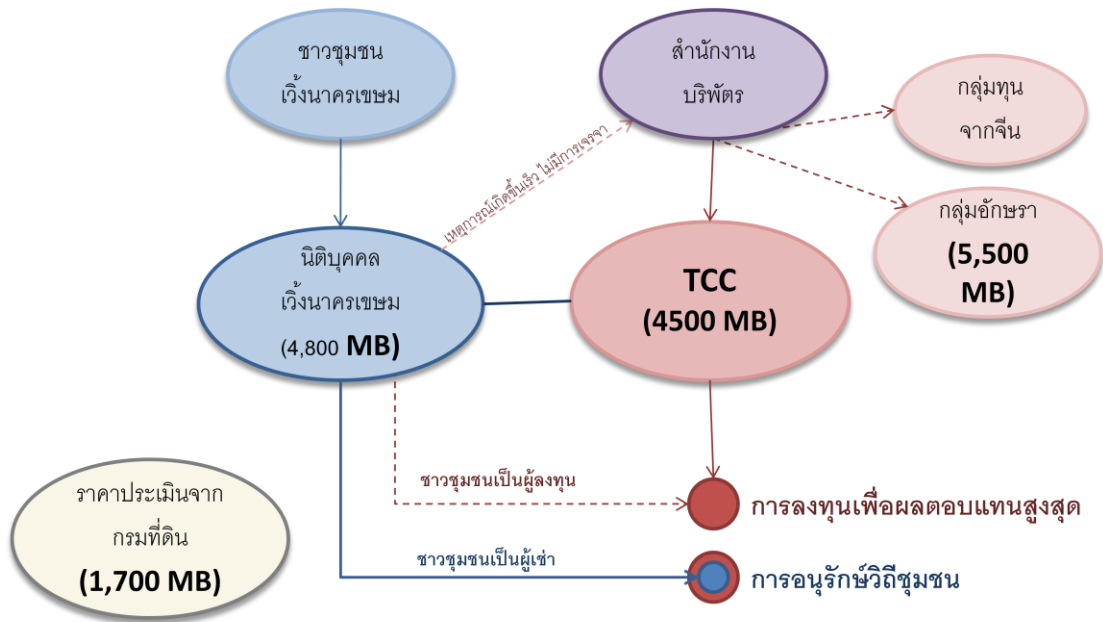 ชาวชุมชน
เวิ้งนาครเขษม
สำนักงาน
บริพัตร
กลุ่มทุน
จากจีน
เหตุการณ์เกิดขึ้นเร็ว ไม่มีการเจรจา
กลุ่มอักษรา
(5,500
MB)
นิติบุคคล
เวิ้งนาครเขษม
(4,800 MB)
TCC
(4500 MB)
ราคาประเมินจาก
กรมที่ดิน
(1,700 MB)
ชาวชุมชนเป็นผู้ลงทุน
การลงทุนเพื่อผลตอบแทนสูงสุด
ชาวชุมชนเป็นผู้เช่า
การอนุรักษ์วิถีชุมชน